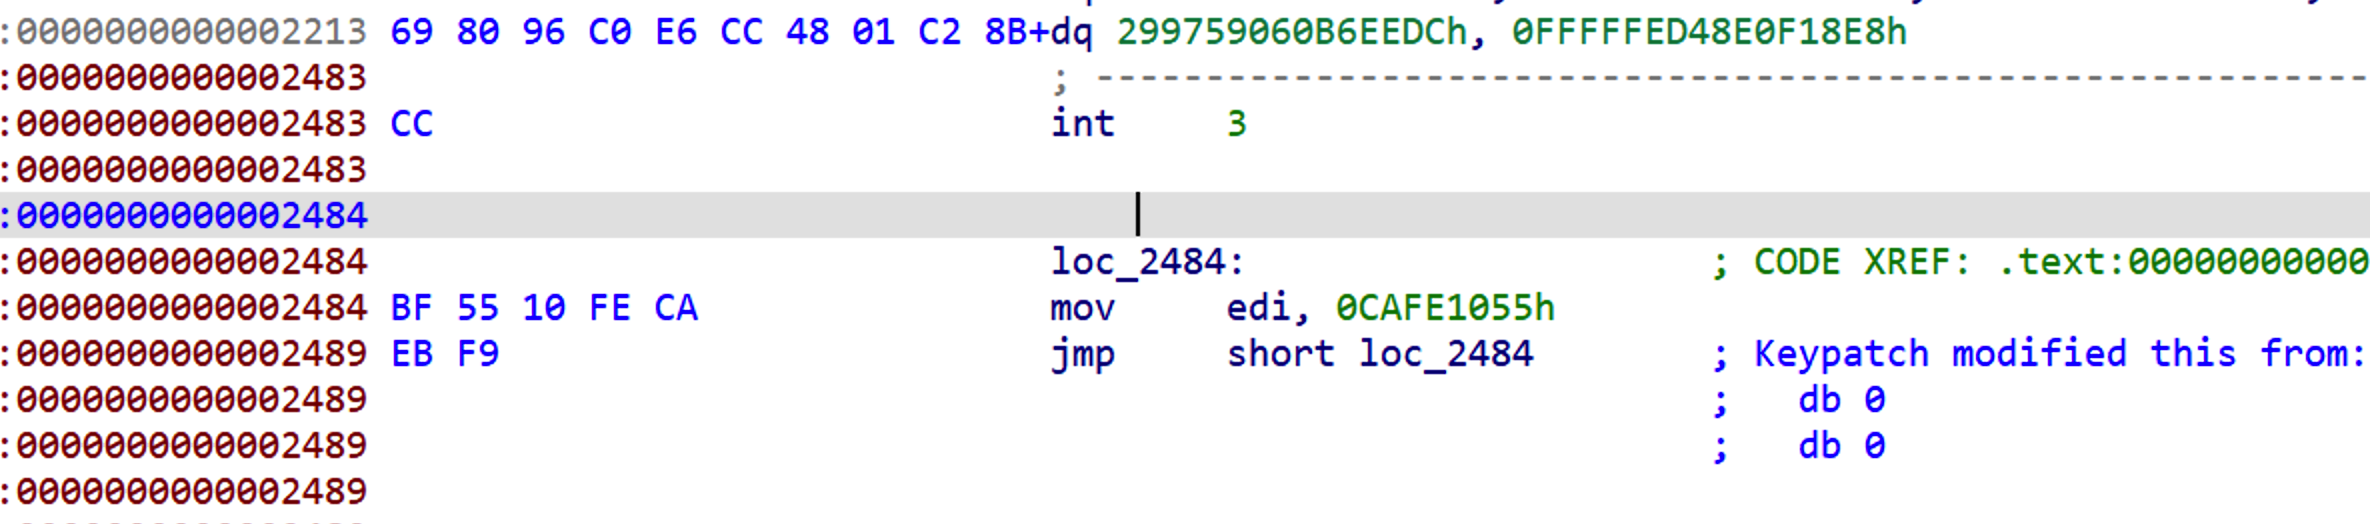 :0000000000002213 69 80 96 C0 E6 CC 48 01 C2 8B+dq 299759060B6EEDCh, 0FFFFFED48E0F18E8h
:0000000000002483 ; ----------------------------------------------------------
:0000000000002483 CC int 3
:0000000000002483
:0000000000002484
:0000000000002484 loc_2484: ; CODE XREF: .text:00000000000
:0000000000002484 BF 55 10 FE CA mov edi, 0CAFE1055h
:0000000000002489 EB F9 jmp short loc_2484 ; Keypatch modified this from:
:0000000000002489 ; db 0
:0000000000002489 ; db 0
:0000000000002489